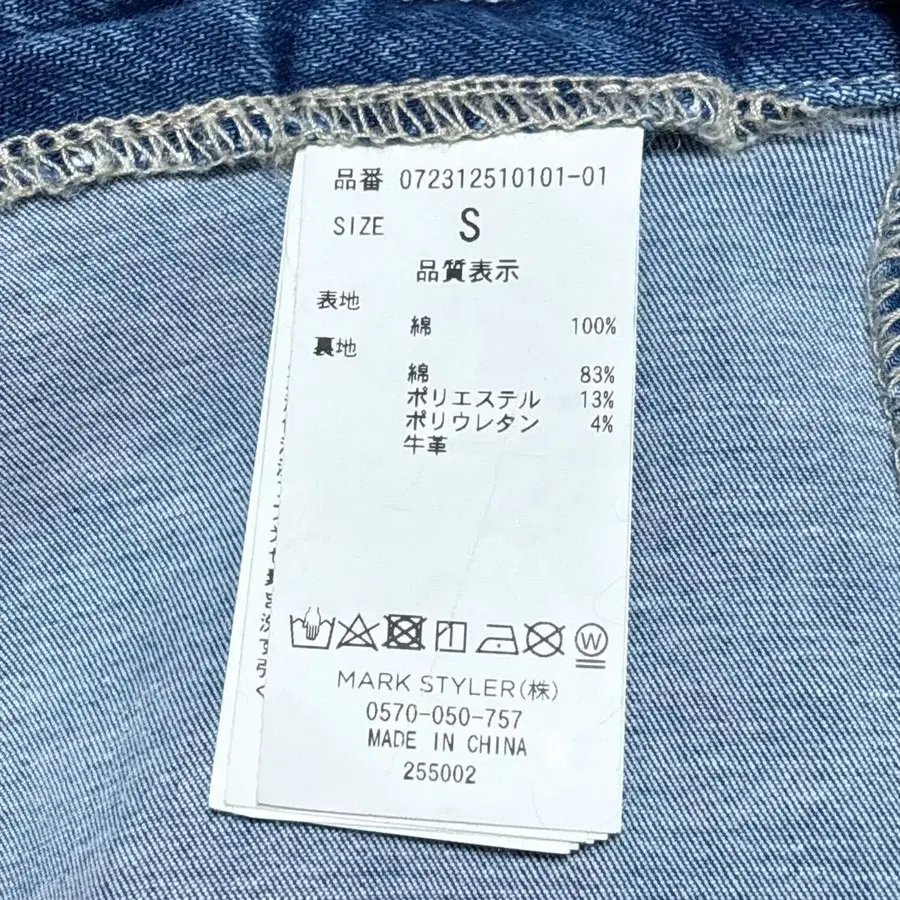 品番 072312510101-01
SIZE S
品質表示
表地
綿 100%
裏地
綿 83%
ポリエステル 13%
ポリウレタン 4%
牛革
W
MARK STYLER(株)
0570-050-757
MADE IN CHINA
255002